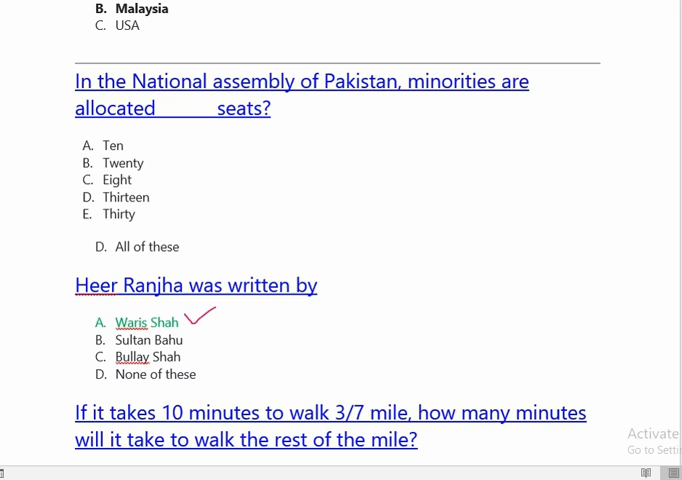 B. Malaysia
C. USA
In the National assembly of Pakistan, minorities are
allocated______seats?
A. Ten
B. Twenty
C. Eight
D. Thirteen
E. Thirty
D. All of these
Heer Ranjha was written by
A. Waris Shah
B. Sultan Bahu
C. Bullay Shah
D. None of these
If it takes 10 minutes to walk 3/7 mile, how many minutes
will it take to walk the rest of the mile?
Activate
Go to Setti